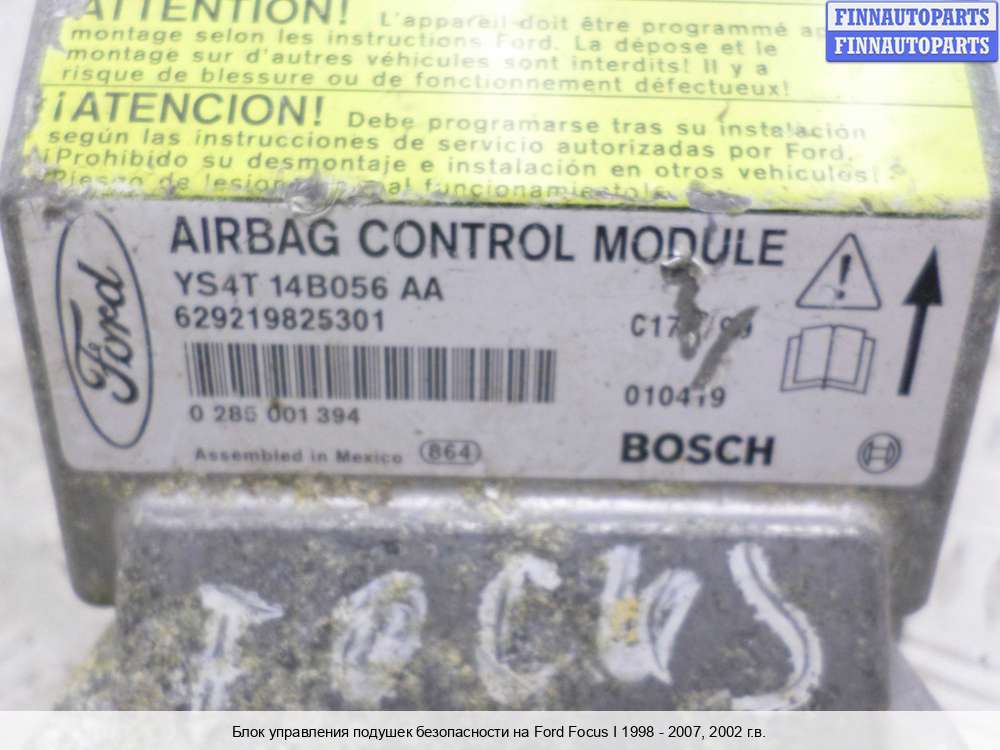 FINNAUTOPARTS
FINNAUTOPARTS
ATTENTION! L'appareil doit être programmé
montage selon les instructions Ford. La dépose et le
montage sur d'autres véhicules sont interdits! Il y a
risque de blessure ou de fonctionnement défectueux!
¡ATENCION! Debe programarse tras su instalación
según las instrucciones de servicio autorizadas por Ford.
¡Prohibido su desmontaje e instalación en otros vehículos!
Riesgo de
Ford
AIRBAG CONTROL MODULE
YS4T 14B056 AA
629219825301
0 285 001 394
010419
Assembled in Mexico 864
BOSCH
FOCUS
Блок управления подушек безопасности на Ford Focus I 1998 - 2007, 2002 г.в.